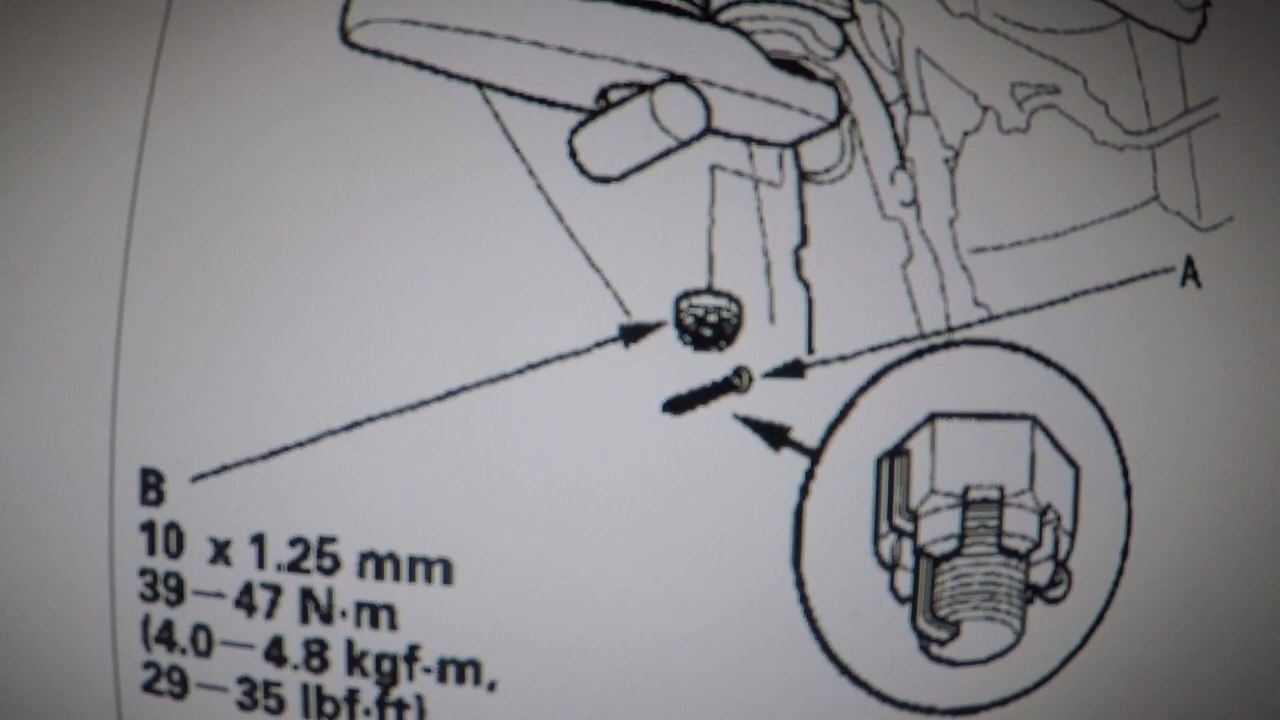 A
B
10 x 1.25 mm
39–47 N·m
(4.0–4.8 kgf-m,
29–35 lbf·ft)